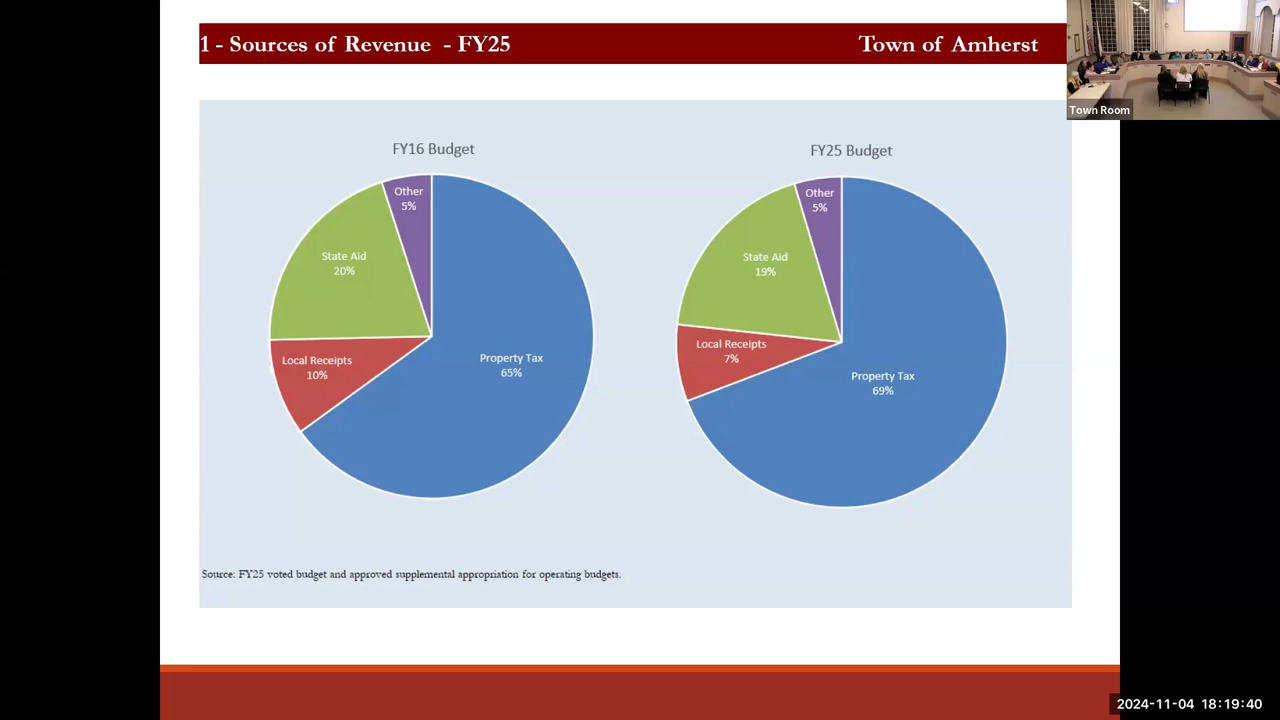 1 - Sources of Revenue - FY25
Town of Amherst
Town Room
FY16 Budget
Other
5%
State Aid
20%
Local Receipts
10%
Property Tax
65%
FY25 Budget
Other
5%
State Aid
19%
Local Receipts
7%
Property Tax
69%
Source: FY25 voted budget and approved supplemental appropriation for operating budgets.
2024-11-04 18:19:40